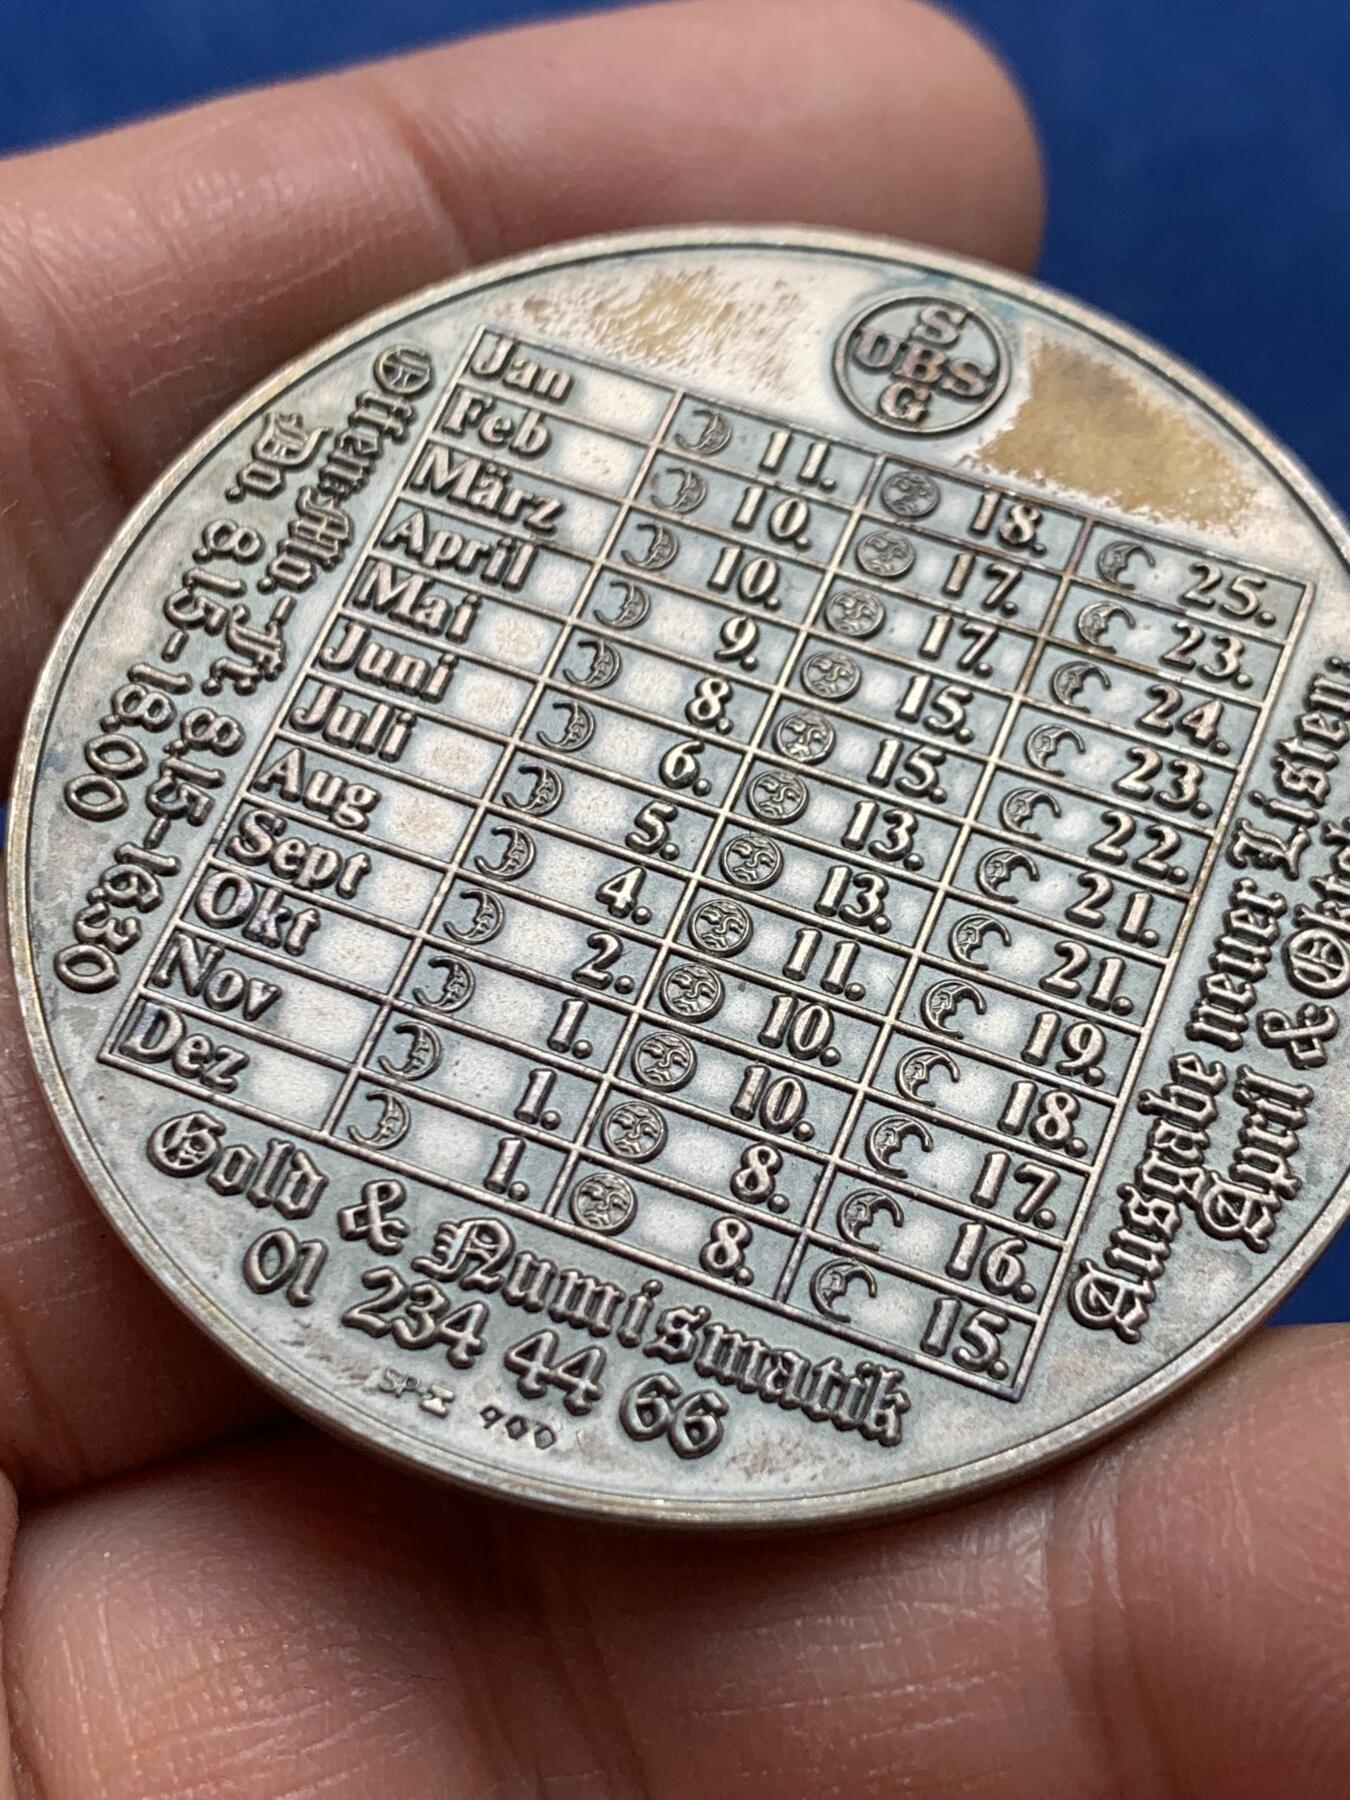 S
UBS
G
Offen: Mo.-Fr. 8.15-16.30
Do. 8.15-18.00
Jan 11. 18. 25.
Feb 10. 17. 23.
März 10. 17. 24.
April 9. 15. 23.
Mai 8. 15. 22.
Juni 6. 13. 21.
Juli 5. 13. 21.
Aug 4. 11. 19.
Sept 2. 10. 18.
Okt 1. 10. 17.
Nov 1. 8. 16.
Dez 1. 8. 15.
Ausgabe neuer Listen:
April &
Gold & Numismatik
01 234 44 66
900